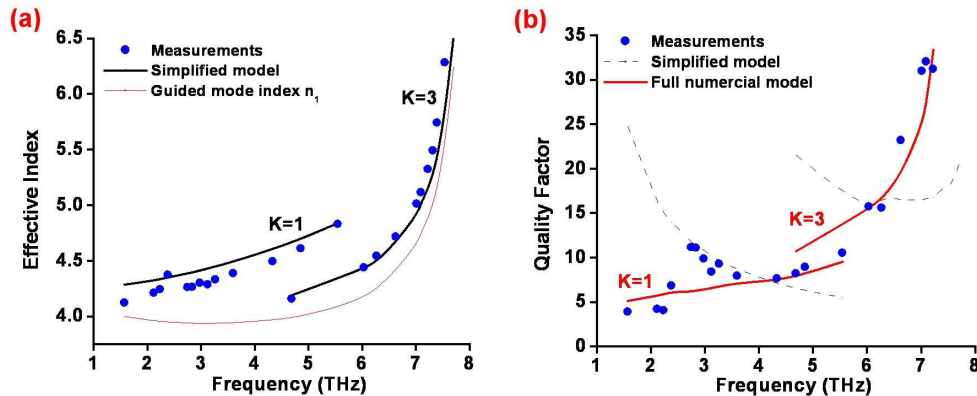 (a)
6.5
6.0
5.5
5.0
4.5
4.0
Effective Index
Measurements
Simplified model
Guided mode index n₁
K=3
K=1
1 2 3 4 5 6 7 8
Frequency (THz)
(b)
35
30
25
20
15
10
5
0
Quality Factor
Measurements
Simplified model
Full numercial model
K=3
K=1
1 2 3 4 5 6 7 8
Frequency (THz)